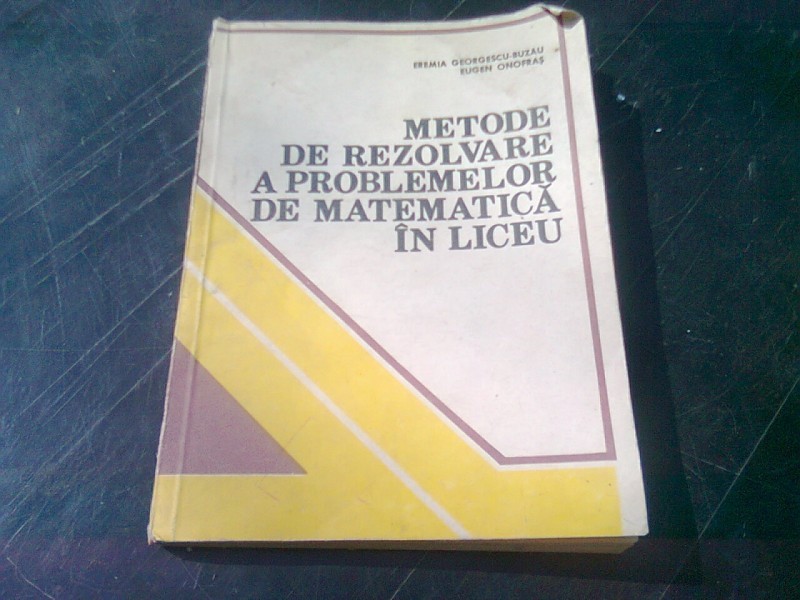 EREMIA GEORGESCU-BUZĂU
EUGEN ONOFRAȘ
METODE
DE REZOLVARE
A PROBLEMELOR
DE MATEMATICĂ
ÎN LICEU